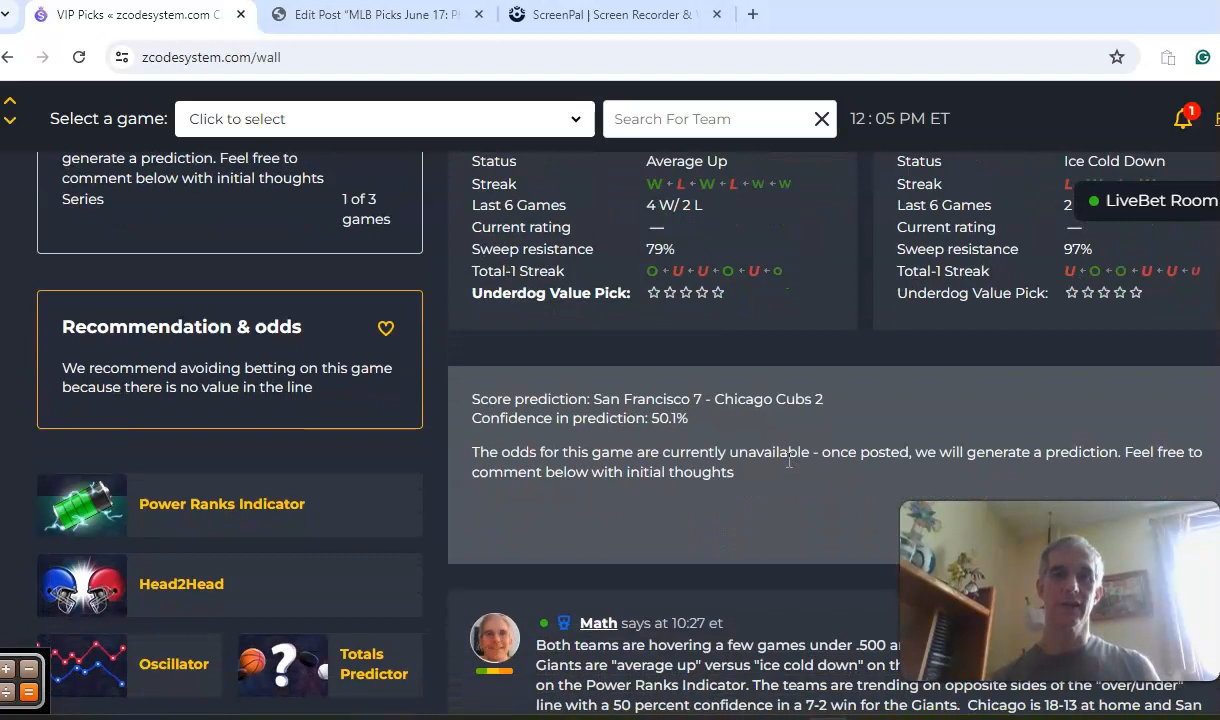 VIP Picks « zcodesystem.com C
Edit Post “MLB Picks June 17: Pl
ScreenPal | Screen Recorder &
zcodesystem.com/wall
Select a game:
Click to select
Search For Team
12 : 05 PM ET
1
generate a prediction. Feel free to
comment below with initial thoughts
Series
1 of 3
games
Recommendation & odds
We recommend avoiding betting on this game
because there is no value in the line
Power Ranks Indicator
Head2Head
Oscillator
Totals
Predictor
Status Average Up
Streak W L W L W W
Last 6 Games 4 W/ 2 L
Current rating —
Sweep resistance 79%
Total-1 Streak O U U O U O
Underdog Value Pick:
Status Ice Cold Down
Streak L
Last 6 Games 2
Current rating —
Sweep resistance 97%
Total-1 Streak U O O U U U
Underdog Value Pick:
LiveBet Room
Score prediction: San Francisco 7 - Chicago Cubs 2
Confidence in prediction: 50.1%
The odds for this game are currently unavailable - once posted, we will generate a prediction. Feel free to
comment below with initial thoughts
Math says at 10:27 et
Both teams are hovering a few games under .500 a
Giants are "average up" versus "ice cold down" on th
on the Power Ranks Indicator. The teams are trending on opposite sides of the "over/under"
line with a 50 percent confidence in a 7-2 win for the Giants. Chicago is 18-13 at home and San